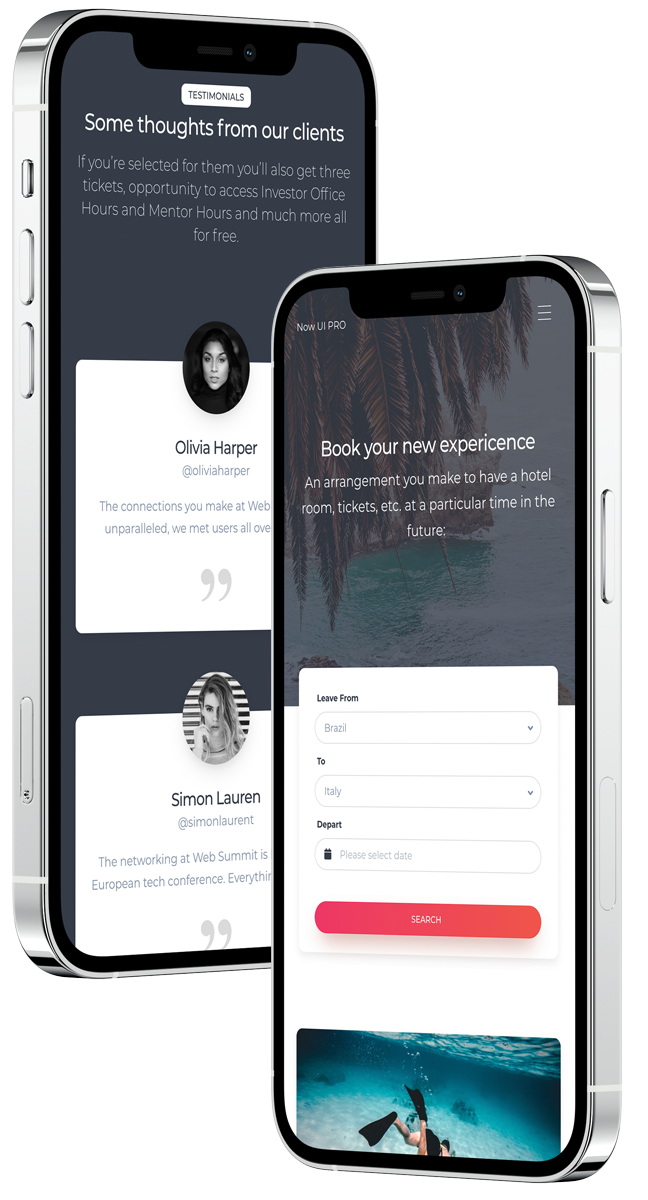 TESTIMONIALS
Some thoughts from our clients
If you're selected for them you'll also get three
tickets, opportunity to access Investor Office
Hours and Mentor Hours and much more all
for free.
Olivia Harper
@oliviaharper
The connections you make at Web
unparalleled, we met users all ove
”
Simon Lauren
@simonlaurent
The networking at Web Summit is
European tech conference. Everythin
”
Now UI PRO
Book your new expericence
An arrangement you make to have a hotel
room, tickets, etc. at a particular time in the
future:
Leave From
Brazil
To
Italy
Depart
Please select date
SEARCH